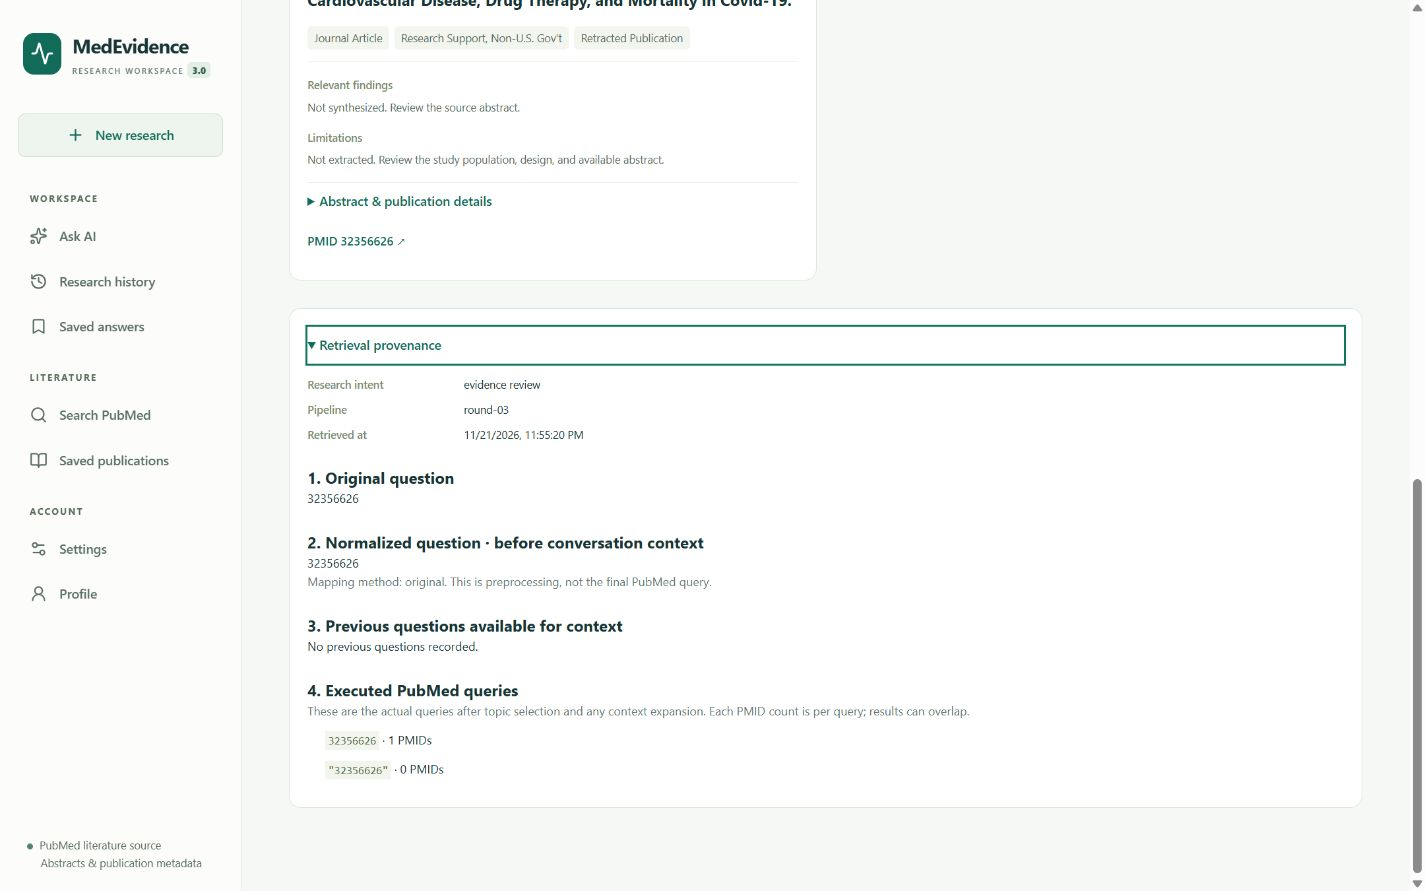 MedEvidence
RESEARCH WORKSPACE 3.0
New research
WORKSPACE
Ask AI
Research history
Saved answers
LITERATURE
Search PubMed
Saved publications
ACCOUNT
Settings
Profile
PubMed literature source
Abstracts & publication metadata
Cardiovascular Disease, Drug Therapy, and Mortality in Covid-19.
Journal Article Research Support, Non-U.S. Gov't Retracted Publication
Relevant findings
Not synthesized. Review the source abstract.
Limitations
Not extracted. Review the study population, design, and available abstract.
▶ Abstract & publication details
PMID 32356626 ↗
▼ Retrieval provenance
Research intent evidence review
Pipeline round-03
Retrieved at 11/21/2026, 11:55:20 PM
1. Original question
32356626
2. Normalized question · before conversation context
32356626
Mapping method: original. This is preprocessing, not the final PubMed query.
3. Previous questions available for context
No previous questions recorded.
4. Executed PubMed queries
These are the actual queries after topic selection and any context expansion. Each PMID count is per query; results can overlap.
32356626 · 1 PMIDs
"32356626" · 0 PMIDs